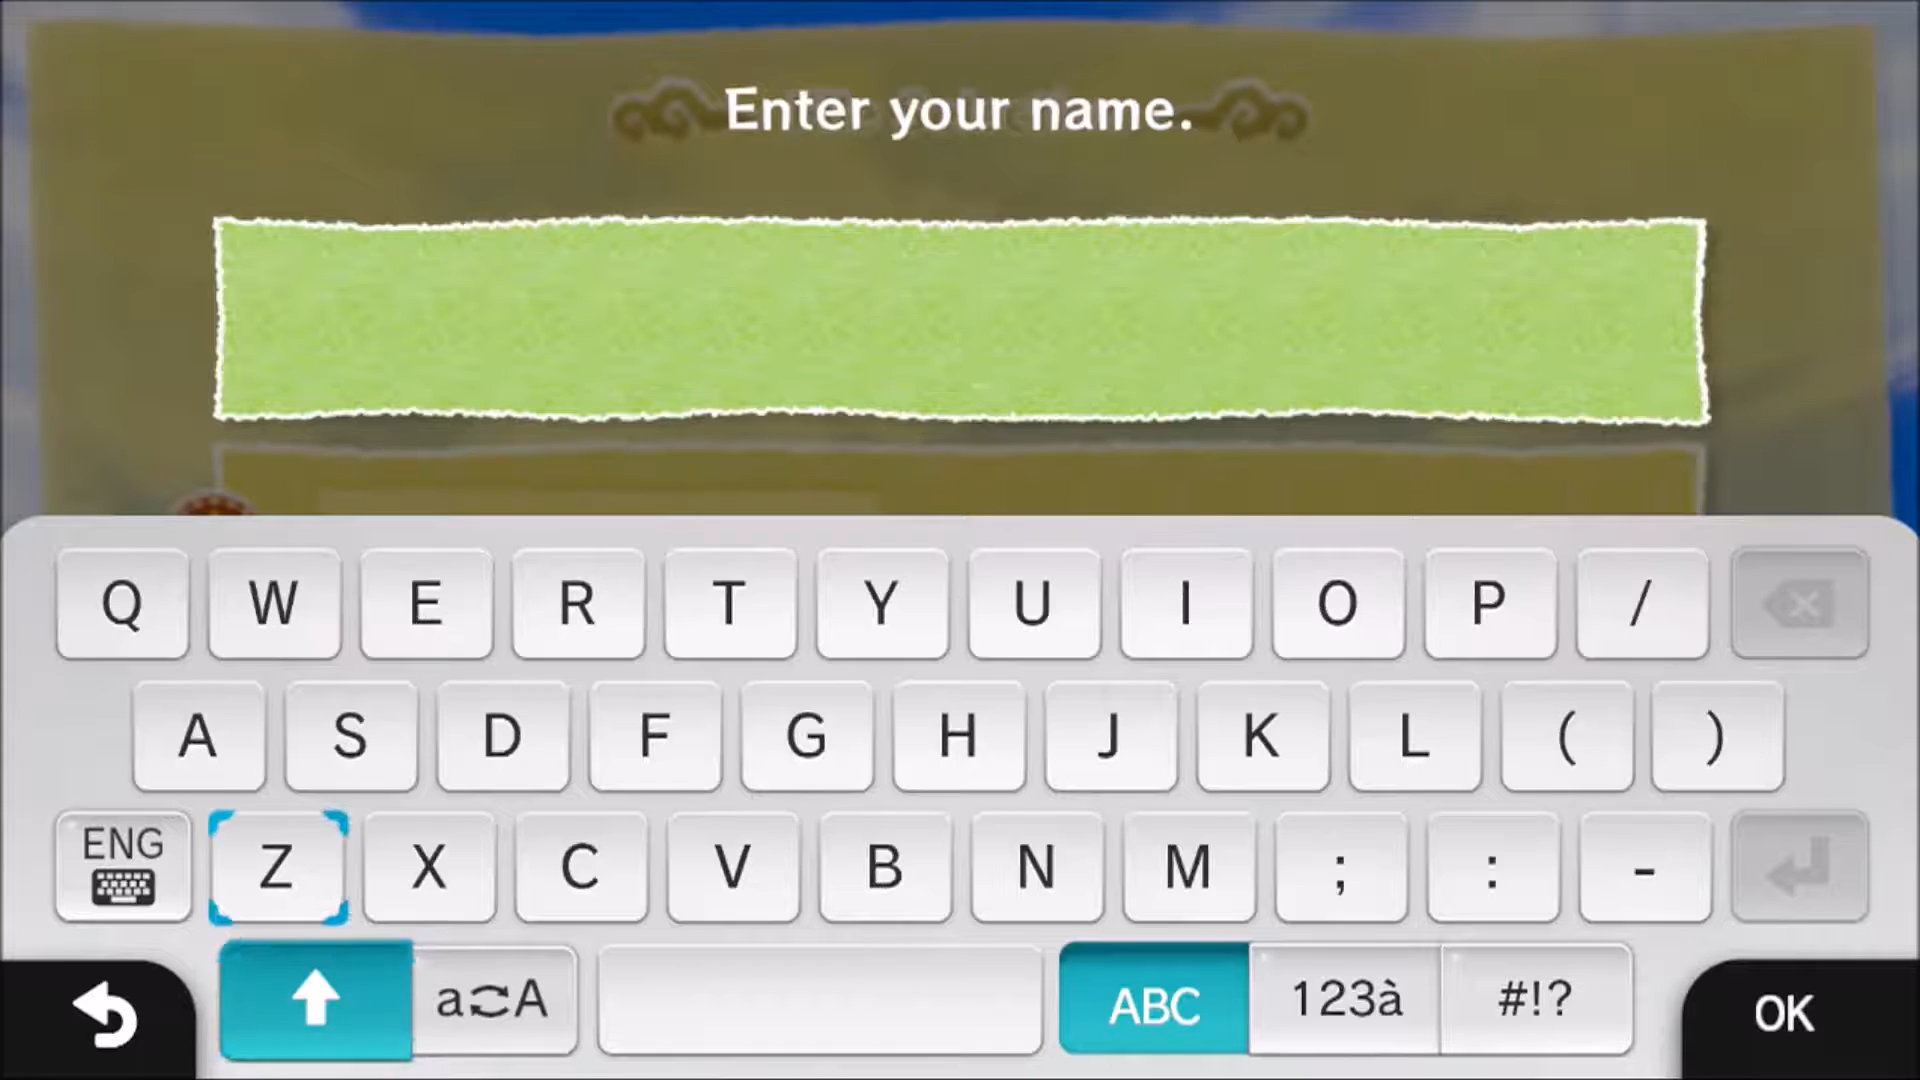 Enter your name.
Q W E R T Y U I O P /
A S D F G H J K L ( )
ENG Z X C V B N M ; : -
a A ABC 123à #!? OK